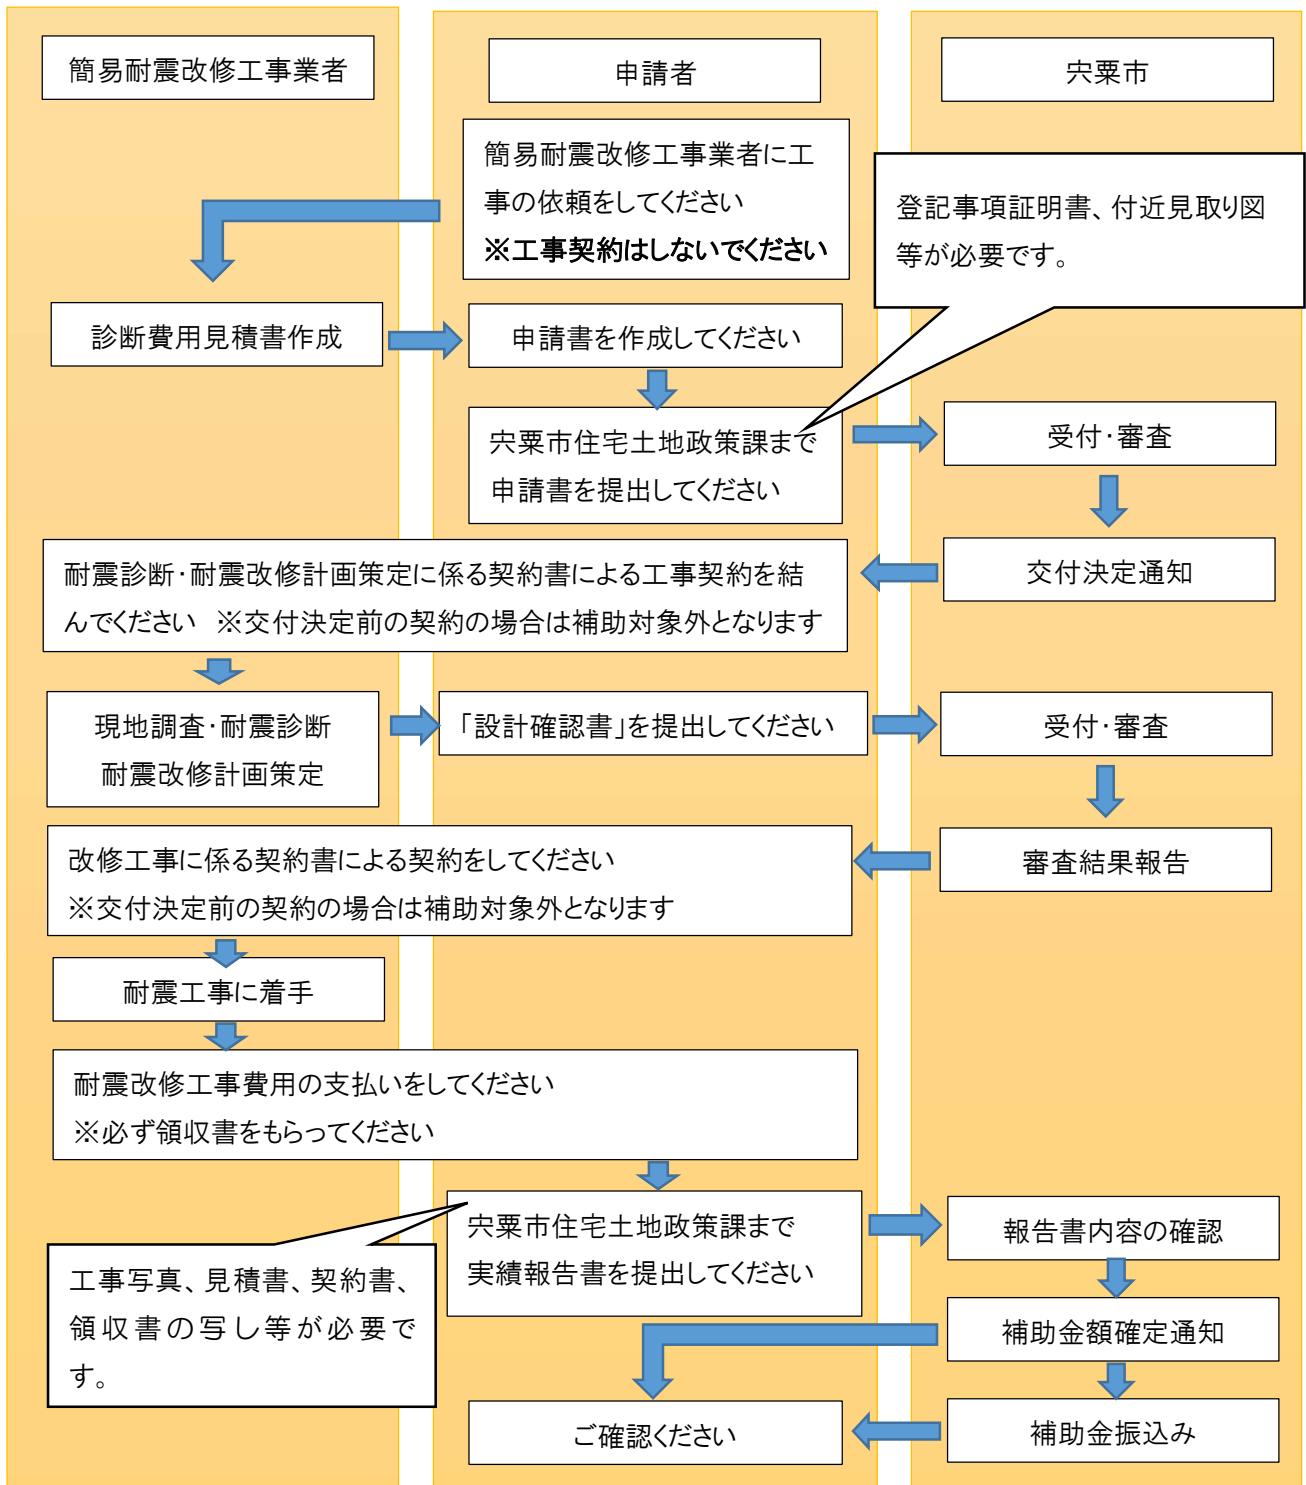 簡易耐震改修工事業者
申請者
宍粟市
簡易耐震改修工事業者に工
事の依頼をしてください
※工事契約はしないでください
登記事項証明書、付近見取り図
等が必要です。
診断費用見積書作成
申請書を作成してください
宍粟市住宅土地政策課まで
申請書を提出してください
受付・審査
交付決定通知
耐震診断・耐震改修計画策定に係る契約書による工事契約を結
んでください ※交付決定前の契約の場合は補助対象外となります
現地調査・耐震診断
耐震改修計画策定
「設計確認書」を提出してください
受付・審査
審査結果報告
改修工事に係る契約書による契約をしてください
※交付決定前の契約の場合は補助対象外となります
耐震工事に着手
耐震改修工事費用の支払いをしてください
※必ず領収書をもらってください
宍粟市住宅土地政策課まで
実績報告書を提出してください
工事写真、見積書、契約書、
領収書の写し等が必要で
す。
報告書内容の確認
補助金額確定通知
補助金振込み
ご確認ください